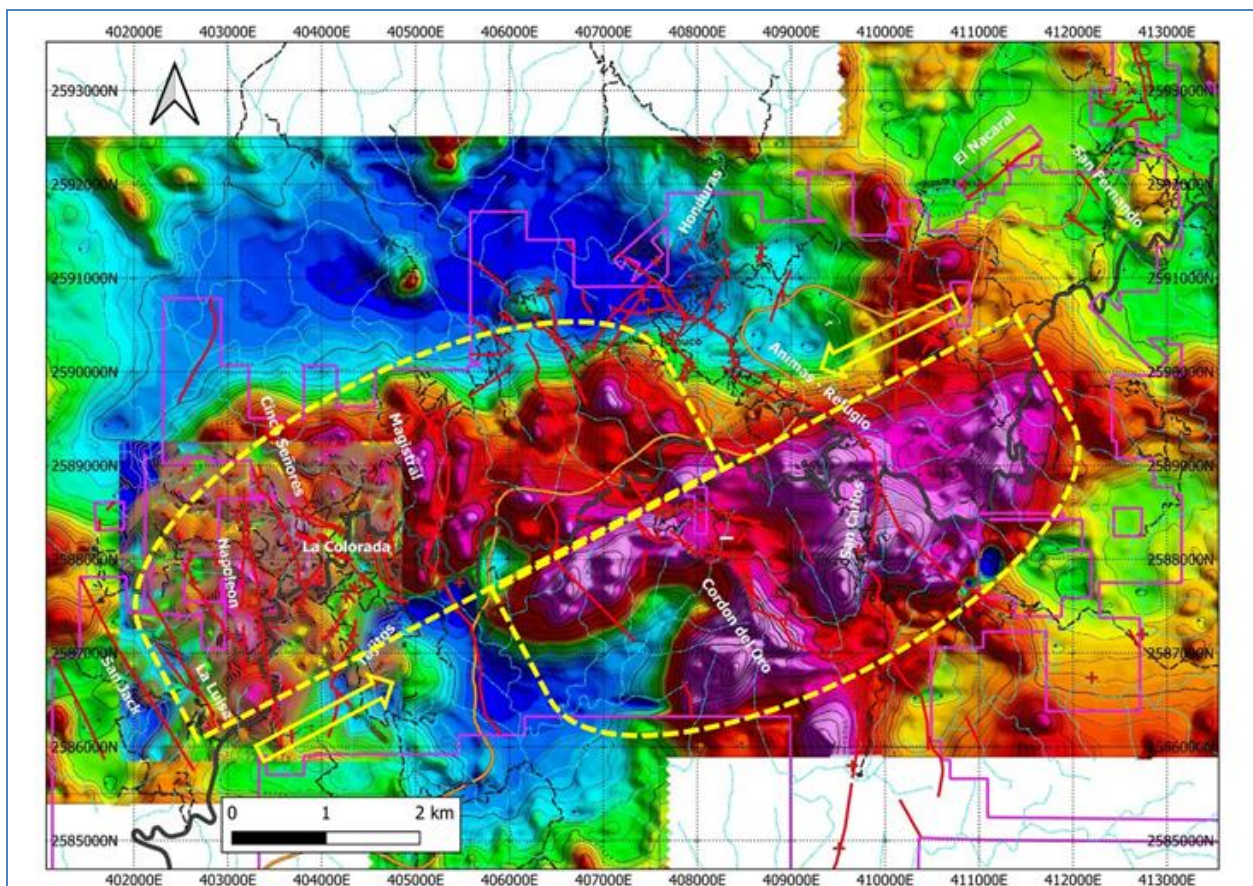 402000E 403000E 404000E 405000E 406000E 407000E 408000E 409000E 410000E 411000E 412000E 413000E
2593000N 2593000N
El Nacaral
San Fernando
2592000N 2592000N
Honduras
2591000N 2591000N
Animas - Refugio
2590000N 2590000N
Cinco Senores
Magistral
2589000N 2589000N
San Carlos
La Colorada
Napoleon
2588000N 2588000N
Cordon del Oro
2587000N 2587000N
San Jack
La Luisa
2586000N 2586000N
0 1 2 km
2585000N 2585000N
402000E 403000E 404000E 405000E 406000E 407000E 408000E 409000E 410000E 411000E 412000E 413000E